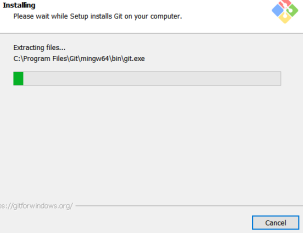 Installing
Please wait while Setup installs Git on your computer.
Extracting files...
C:\Program Files\Git\mingw64\bin\git.exe
s://gitforwindows.org/
Cancel